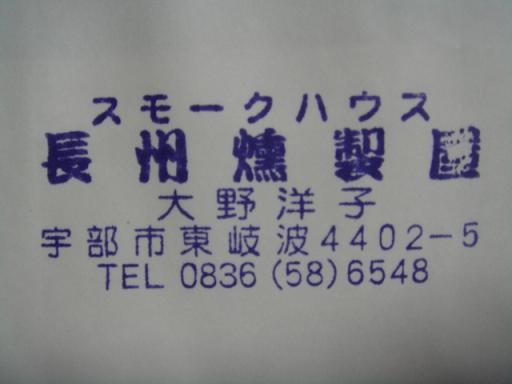 スモークハウス
長州燻製園
大野洋子
宇部市東岐波4402-5
TEL 0836(58)6548